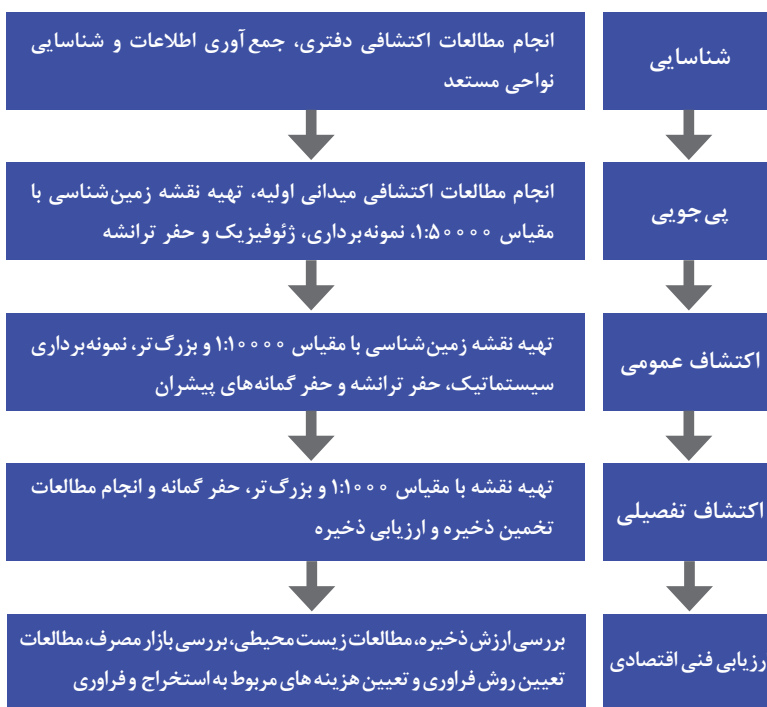 شناسایی
انجام مطالعات اکتشافی دفتری، جمع‌آوری اطلاعات و شناسایی
نواحی مستعد
پی‌جویی
انجام مطالعات اکتشافی میدانی اولیه، تهیه نقشه زمین‌شناسی با
مقیاس ۱:۵۰۰۰۰، نمونه‌برداری، ژئوفیزیک و حفر ترانشه
اکتشاف عمومی
تهیه نقشه زمین‌شناسی با مقیاس ۱:۱۰۰۰۰ و بزرگ‌تر، نمونه‌برداری
سیستماتیک، حفر ترانشه و حفر گمانه‌های پیشران
اکتشاف تفصیلی
تهیه نقشه با مقیاس ۱:۱۰۰۰ و بزرگ‌تر، حفر گمانه و انجام مطالعات
تخمین ذخیره و ارزیابی ذخیره
رزیابی فنی اقتصادی
بررسی ارزش ذخیره، مطالعات زیست‌محیطی، بررسی بازار مصرف، مطالعات
تعیین روش فراوری و تعیین هزینه‌های مربوط به استخراج و فراوری